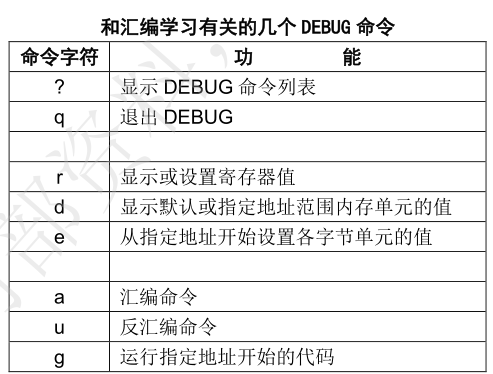 和汇编学习有关的几个 DEBUG 命令
命令字符 功 能
? 显示 DEBUG 命令列表
q 退出 DEBUG
r 显示或设置寄存器值
d 显示默认或指定地址范围内存单元的值
e 从指定地址开始设置各字节单元的值
a 汇编命令
u 反汇编命令
g 运行指定地址开始的代码
部资料，